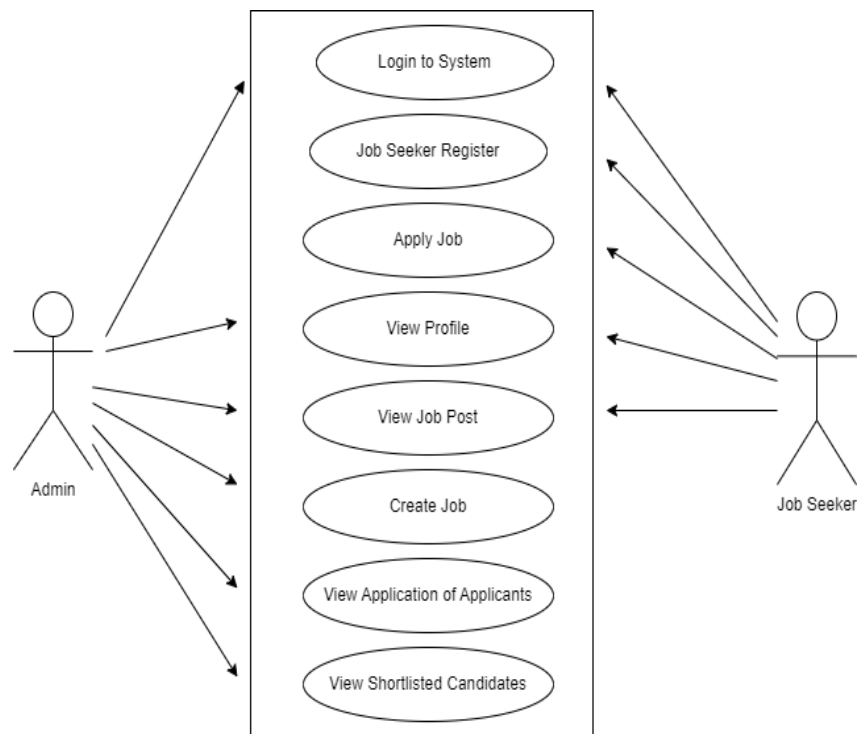 Login to System
Job Seeker Register
Apply Job
View Profile
View Job Post
Admin
Create Job
Job Seeker
View Application of Applicants
View Shortlisted Candidates